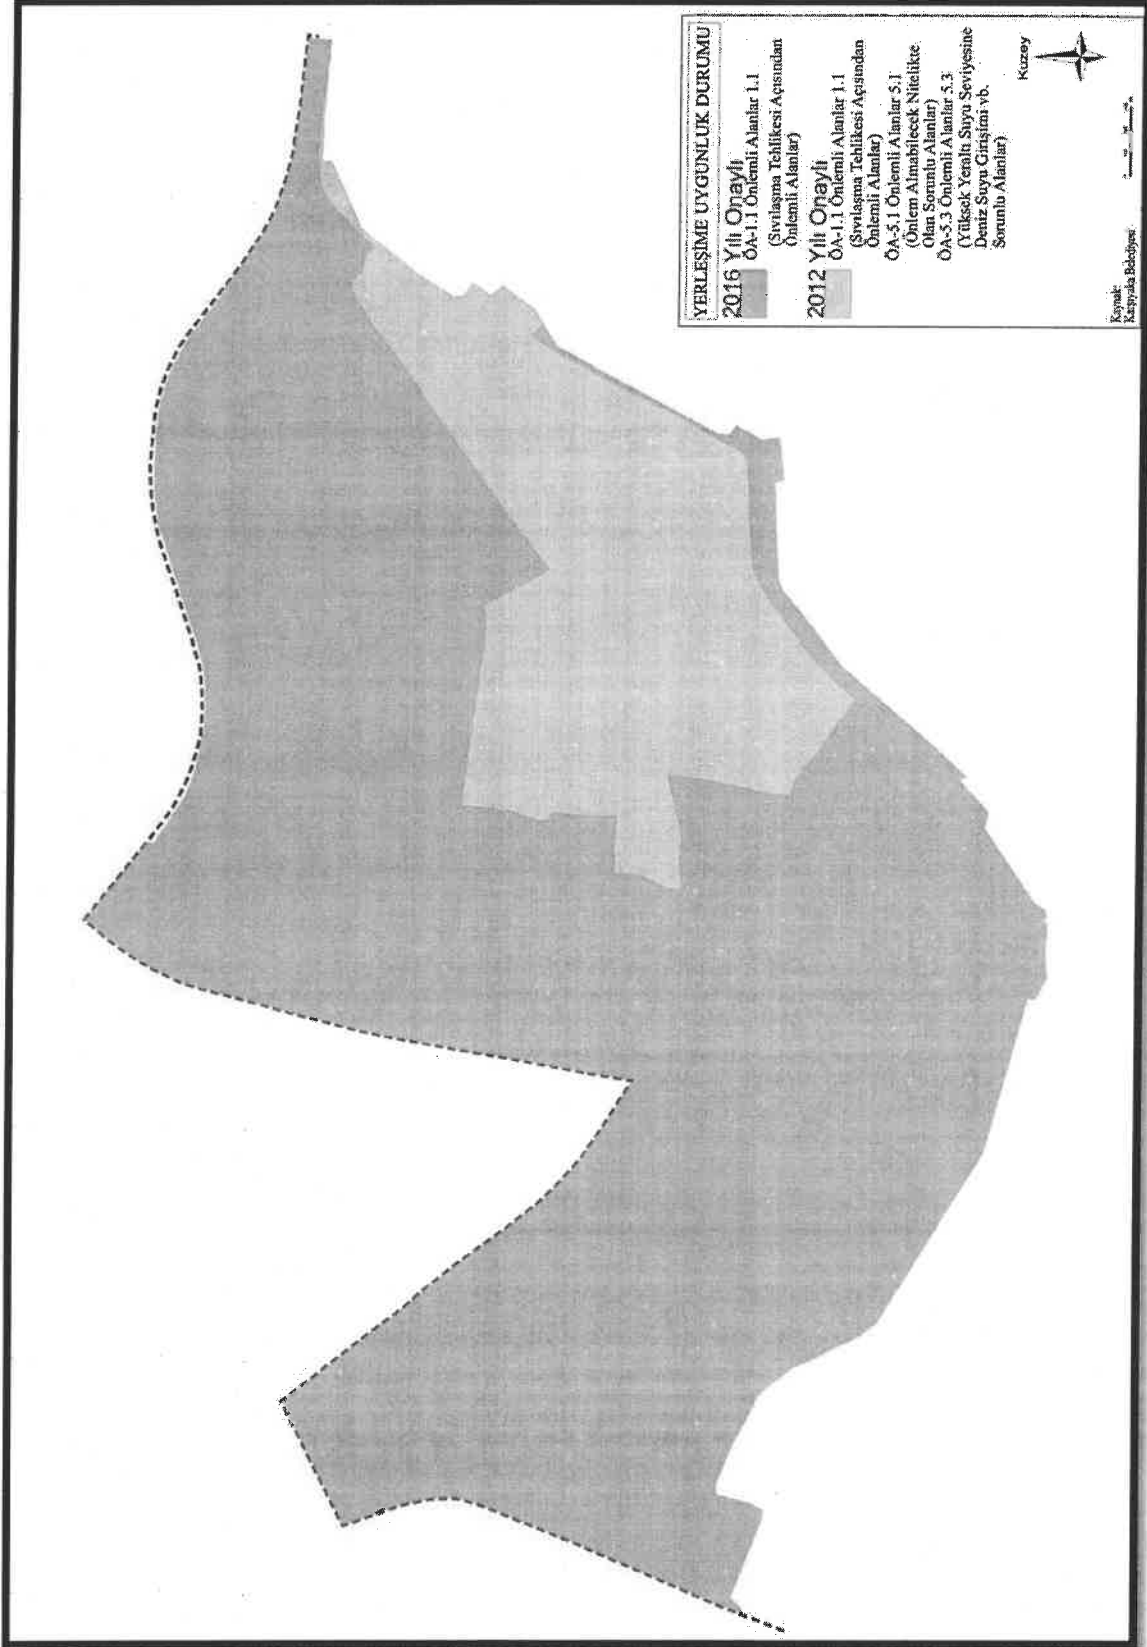 YERLEŞİME UYGUNLUK DURUMU
2016 Yılı Onaylı
ÖA-1.1 Önlemli Alanlar 1.1
(Sıvılaşma Tehlikesi Açısından
Önlemli Alanlar)
2012 Yılı Onaylı
ÖA-1.1 Önlemli Alanlar 1.1
(Sıvılaşma Tehlikesi Açısından
Önlemli Alanlar)
ÖA-5.1 Önlemli Alanlar 5.1
(Önlem Alınabilecek Nitelikte
Olan Sorunlu Alanlar)
ÖA-5.3 Önlemli Alanlar 5.3
(Yüksek Yeraltı Suyu Seviyesine
Deniz Suyu Girişimi vb.
Sorunlu Alanlar)
Kuzey
Kaynak:
Karşıyaka Belediyesi